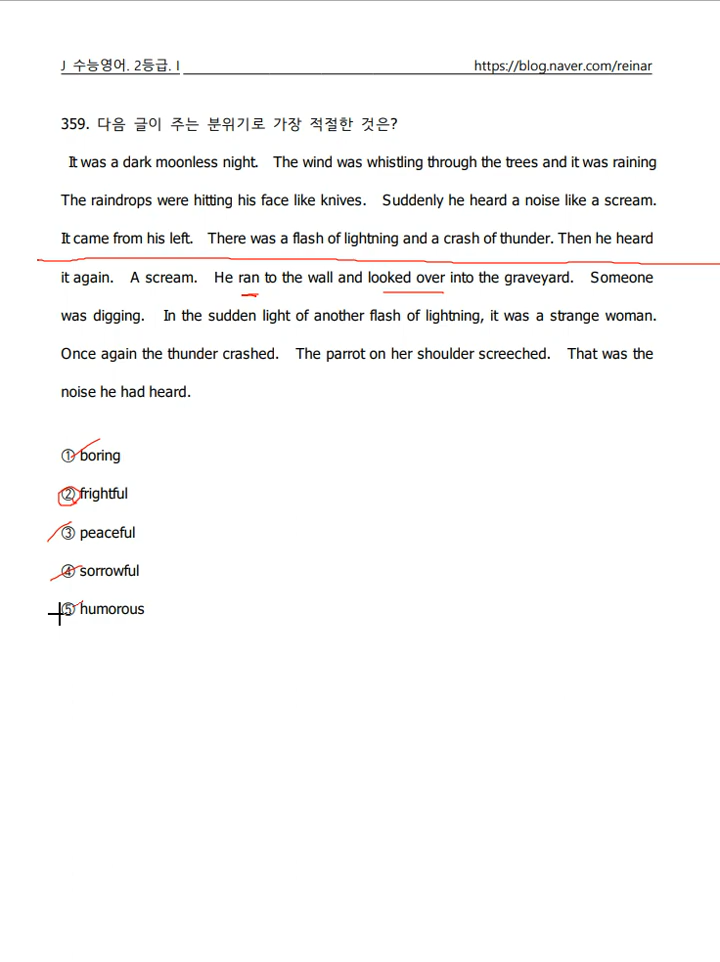 J 수능영어. 2등급. I https://blog.naver.com/reinar
359. 다음 글이 주는 분위기로 가장 적절한 것은?
It was a dark moonless night. The wind was whistling through the trees and it was raining
The raindrops were hitting his face like knives. Suddenly he heard a noise like a scream.
It came from his left. There was a flash of lightning and a crash of thunder. Then he heard
it again. A scream. He ran to the wall and looked over into the graveyard. Someone
was digging. In the sudden light of another flash of lightning, it was a strange woman.
Once again the thunder crashed. The parrot on her shoulder screeched. That was the
noise he had heard.
① boring
② frightful
③ peaceful
④ sorrowful
⑤ humorous